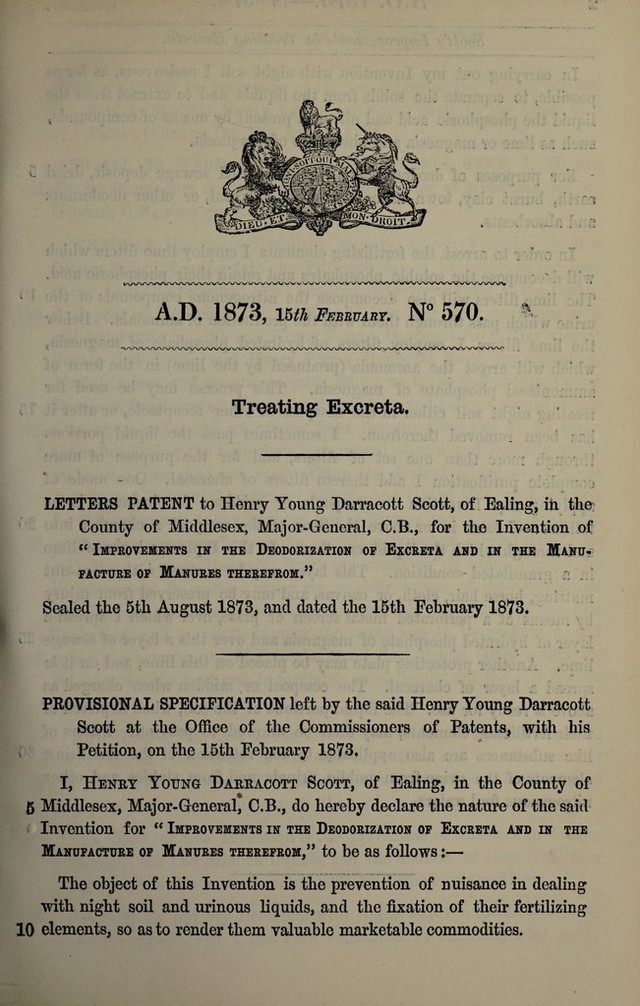 DIEU · ET · MON · DROIT.
A.D. 1873, 15th FEBRUARY. Nº 570.
Treating Excreta.
LETTERS PATENT to Henry Young Darracott Scott, of Ealing, in the
County of Middlesex, Major-General, C.B., for the Invention of
“ IMPROVEMENTS IN THE DEODORIZATION OF EXCRETA AND IN THE MANU-
FACTURE OF MANURES THEREFROM.”
Sealed the 5th August 1873, and dated the 15th February 1873.
PROVISIONAL SPECIFICATION left by the said Henry Young Darracott
Scott at the Office of the Commissioners of Patents, with his
Petition, on the 15th February 1873.
I, HENRY YOUNG DARRACOTT SCOTT, of Ealing, in the County of
5 Middlesex, Major-General, C.B., do hereby declare the nature of the said
Invention for “ IMPROVEMENTS IN THE DEODORIZATION OF EXCRETA AND IN THE
MANUFACTURE OF MANURES THEREFROM,” to be as follows :—
The object of this Invention is the prevention of nuisance in dealing
with night soil and urinous liquids, and the fixation of their fertilizing
10 elements, so as to render them valuable marketable commodities.